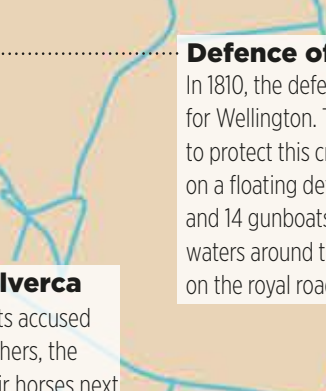 Defence of
In 1810, the defe
for Wellington. T
to protect this c
on a floating de
and 14 gunboats
waters around t
on the royal roa
lverca
ts accused
hers, the
ir horses next